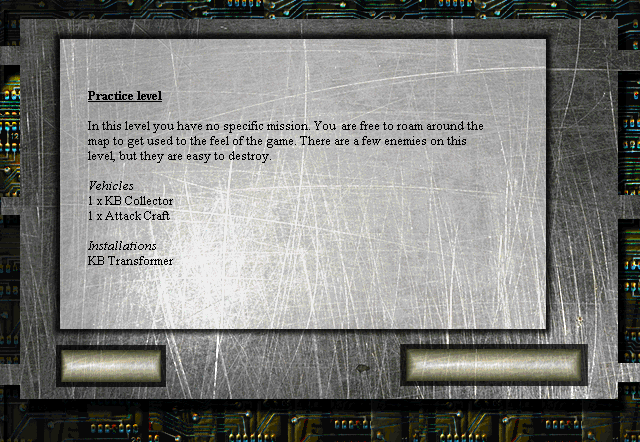 Practice level
In this level you have no specific mission. You are free to roam around the
map to get used to the feel of the game. There are a few enemies on this
level, but they are easy to destroy.
Vehicles
1 x KB Collector
1 x Attack Craft
Installations
KB Transformer